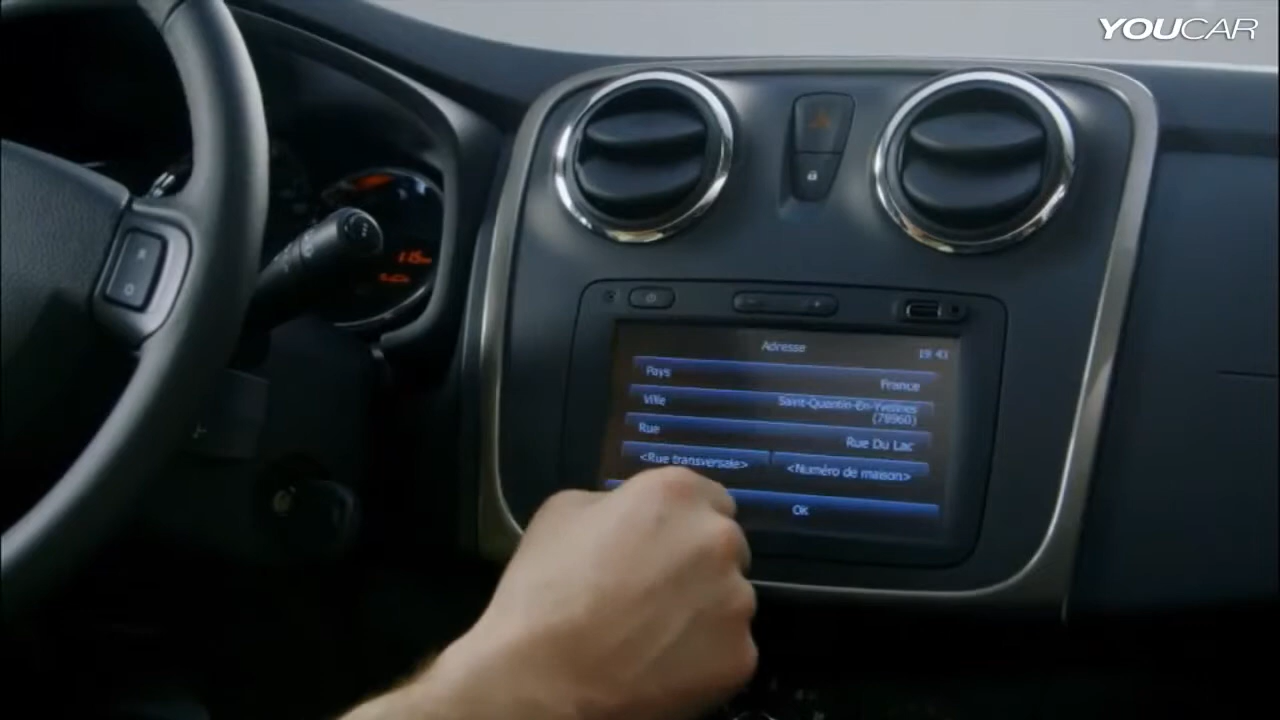 YOUCAR
Adresse
19:43
Pays
France
Ville
Saint-Quentin-En-Yvelines
(78960)
Rue
Rue Du Lac
<Rue transversale>
<Numéro de maison>
OK